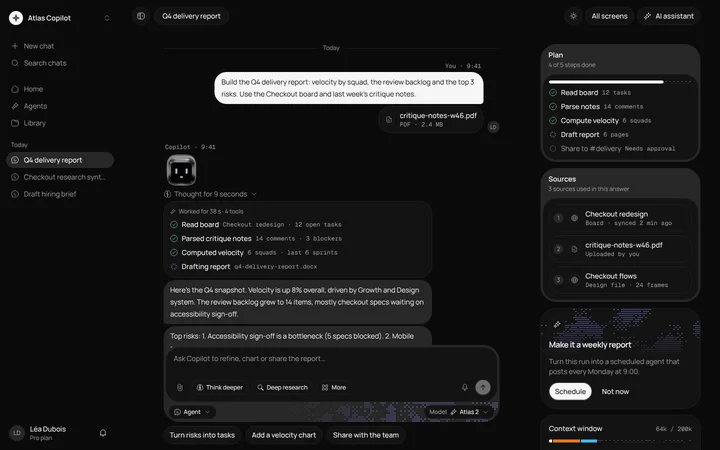 Atlas Copilot
New chat
Search chats
Home
Agents
Library
Today
Q4 delivery report
Checkout research synt...
Draft hiring brief
LD
Léa Dubois
Pro plan
Q4 delivery report
All screens
AI assistant
Today
You · 9:41
Build the Q4 delivery report: velocity by squad, the review backlog and the top 3
risks. Use the Checkout board and last week's critique notes.
critique-notes-w46.pdf
PDF · 2.4 MB
LD
Copilot · 9:41
Thought for 9 seconds
Worked for 38 s · 4 tools
Read board Checkout redesign · 12 open tasks
Parsed critique notes 14 comments · 3 blockers
Computed velocity 6 squads · last 6 sprints
Drafting report q4-delivery-report.docx
Here's the Q4 snapshot. Velocity is up 8% overall, driven by Growth and Design
system. The review backlog grew to 14 items, mostly checkout specs waiting on
accessibility sign-off.
Top risks: 1. Accessibility sign-off is a bottleneck (5 specs blocked). 2. Mobile
Ask Copilot to refine, chart or share the report...
Think deeper
Deep research
More
Agent
Model Atlas 2
Turn risks into tasks
Add a velocity chart
Share with the team
Plan
4 of 5 steps done
Read board 12 tasks
Parse notes 14 comments
Compute velocity 6 squads
Draft report 6 pages
Share to #delivery Needs approval
Sources
3 sources used in this answer
1
Checkout redesign
Board · synced 2 min ago
2
critique-notes-w46.pdf
Uploaded by you
3
Checkout flows
Design file · 24 frames
Make it a weekly report
Turn this run into a scheduled agent that
posts every Monday at 9:00.
Schedule
Not now
Context window
64k / 200k